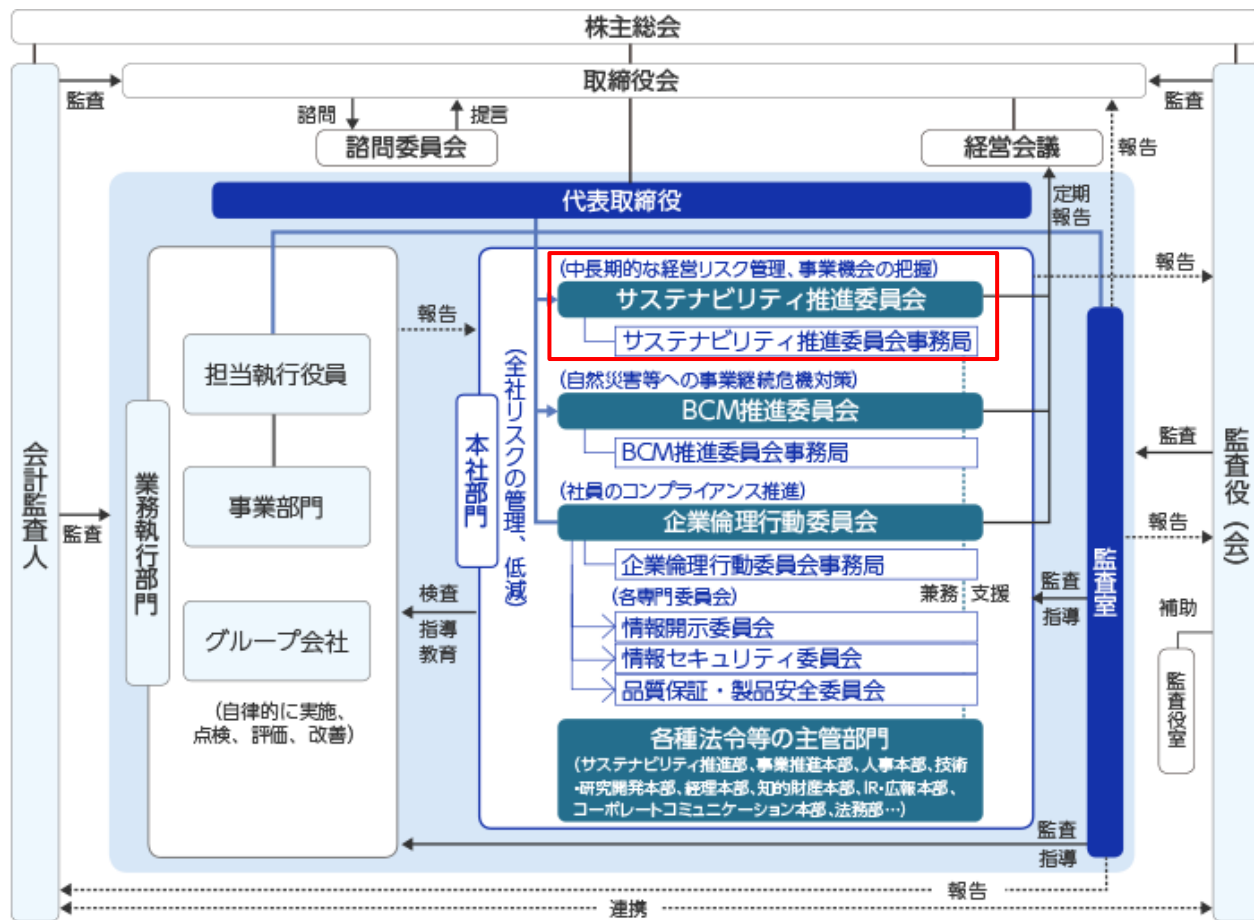 株主総会
取締役会
監査
監査
諮問
提言
諮問委員会
経営会議
報告
代表取締役
定期
報告
(中長期的な経営リスク管理、事業機会の把握)
サステナビリティ推進委員会
サステナビリティ推進委員会事務局
報告
報告
担当執行役員
(自然災害等への事業継続危機対策)
BCM推進委員会
BCM推進委員会事務局
(全社リスクの管理、低減)
本社部門
会計監査人
監査
業務執行部門
事業部門
(社員のコンプライアンス推進)
企業倫理行動委員会
企業倫理行動委員会事務局
(各専門委員会)
兼務
支援
情報開示委員会
情報セキュリティ委員会
品質保証・製品安全委員会
監査
指導
監査室
監査
監査役(会)
報告
補助
監査役室
検査
指導
教育
グループ会社
(自律的に実施、
点検、評価、改善)
各種法令等の主管部門
(サステナビリティ推進部、事業推進本部、人事本部、技術
・研究開発本部、経理本部、知的財産本部、IR・広報本部、
コーポレートコミュニケーション本部、法務部…)
監査
指導
報告
連携